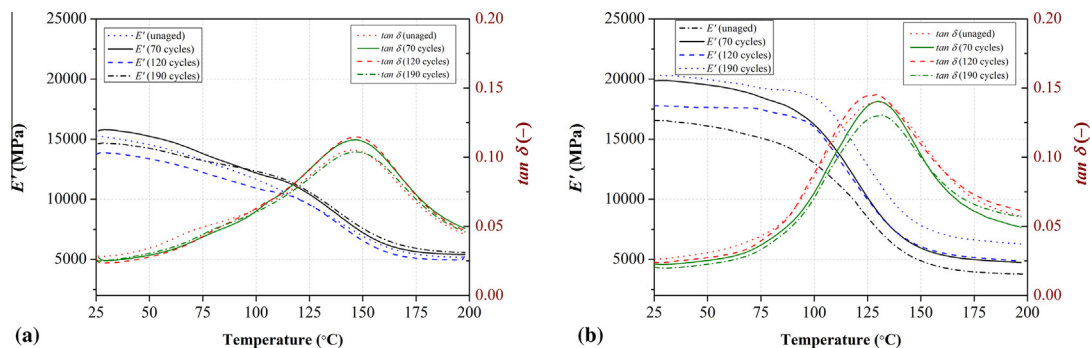 25000
20000
15000
10000
5000
E′ (MPa)
E′ (unaged)
E′ (70 cycles)
E′ (120 cycles)
E′ (190 cycles)
tan δ (unaged)
tan δ (70 cycles)
tan δ (120 cycles)
tan δ (190 cycles)
0.20
0.15
0.10
0.05
0.00
tan δ (−)
25 50 75 100 125 150 175 200
(a)
Temperature (°C)
25000
20000
15000
10000
5000
E′ (MPa)
E′ (unaged)
E′ (70 cycles)
E′ (120 cycles)
E′ (190 cycles)
tan δ (unaged)
tan δ (70 cycles)
tan δ (120 cycles)
tan δ (190 cycles)
0.20
0.15
0.10
0.05
0.00
tan δ (−)
25 50 75 100 125 150 175 200
(b)
Temperature (°C)